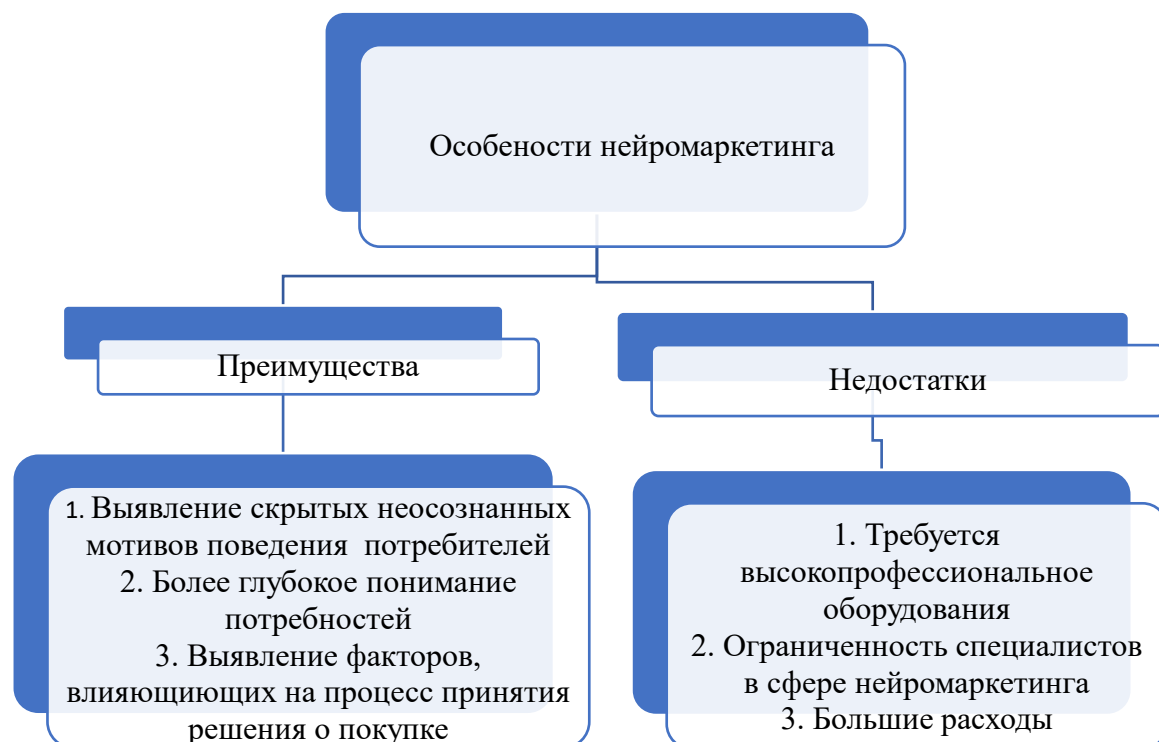 Особености нейромаркетинга
Преимущества
Недостатки
1. Выявление скрытых неосознанных
мотивов поведения потребителей
2. Более глубокое понимание
потребностей
3. Выявление факторов,
влияющиющих на процесс принятия
решения о покупке
1. Требуется
высокопрофессиональное
оборудования
2. Ограниченность специалистов
в сфере нейромаркетинга
3. Большие расходы